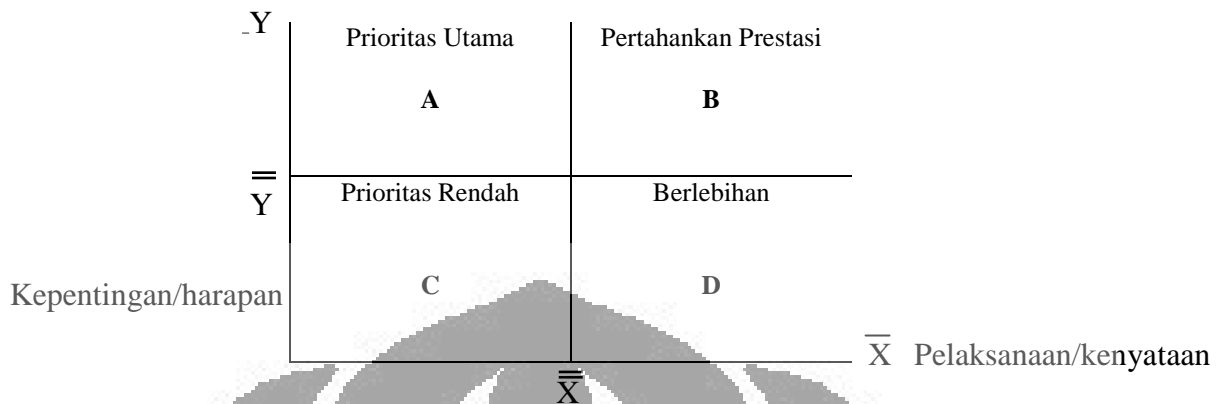 Y
Prioritas Utama Pertahankan Prestasi
A B
Y
Prioritas Rendah Berlebihan
Kepentingan/harapan C D
X Pelaksanaan/kenyataan
X